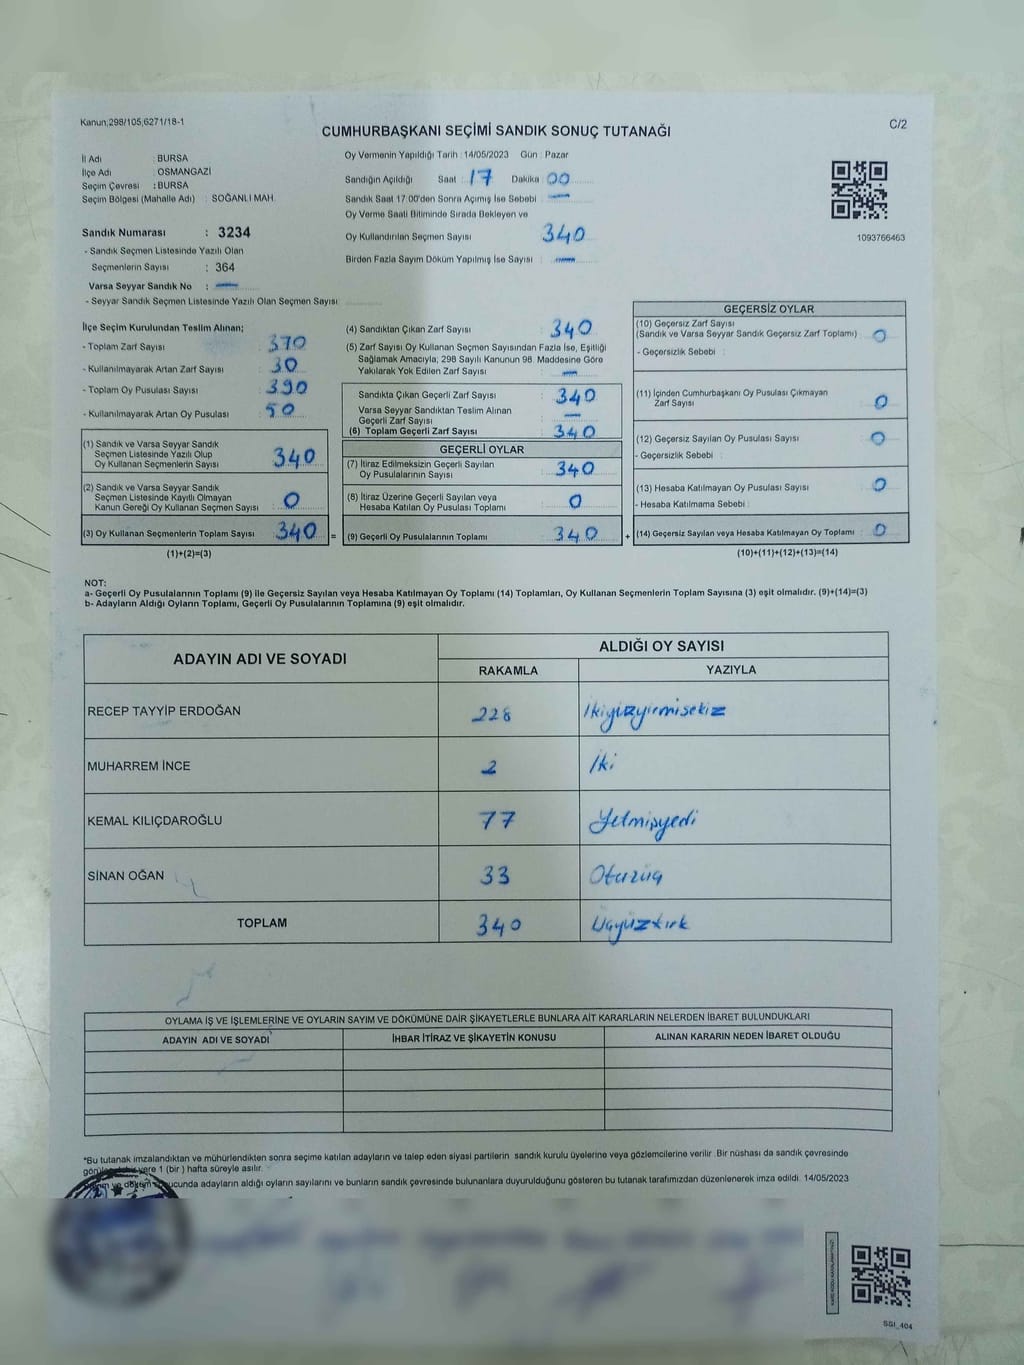 Kanun;298/105,6271/18-1
C/2
CUMHURBAŞKANI SEÇİMİ SANDIK SONUÇ TUTANAĞI
İl Adı : BURSA
İlçe Adı : OSMANGAZİ
Seçim Çevresi : BURSA
Seçim Bölgesi (Mahalle Adı) : SOĞANLI MAH.
Sandık Numarası : 3234
- Sandık Seçmen Listesinde Yazılı Olan
Seçmenlerin Sayısı : 364
Varsa Seyyar Sandık No : —
- Seyyar Sandık Seçmen Listesinde Yazılı Olan Seçmen Sayısı:
Oy Vermenin Yapıldığı Tarih : 14/05/2023 Gün : Pazar
Sandığın Açıldığı Saat : 17 Dakika : 00
Sandık Saat 17:00'den Sonra Açımış İse Sebebi : —
Oy Verme Saati Bitiminde Sırada Bekleyen ve
Oy Kullandırılan Seçmen Sayısı : 340
Birden Fazla Sayım Döküm Yapılmış İse Sayısı : —
1093766463
İlçe Seçim Kurulundan Teslim Alınan;
- Toplam Zarf Sayısı : 370
- Kullanılmayarak Artan Zarf Sayısı : 30
- Toplam Oy Pusulası Sayısı : 390
- Kullanılmayarak Artan Oy Pusulası : 50
(1) Sandık ve Varsa Seyyar Sandık
Seçmen Listesinde Yazılı Olup
Oy Kullanan Seçmenlerin Sayısı 340
(2) Sandık ve Varsa Seyyar Sandık
Seçmen Listesinde Kayıtlı Olmayan
Kanun Gereği Oy Kullanan Seçmen Sayısı : 0
(3) Oy Kullanan Seçmenlerin Toplam Sayısı 340 =
(1)+(2)=(3)
(4) Sandıktan Çıkan Zarf Sayısı : 340
(5) Zarf Sayısı Oy Kullanan Seçmen Sayısından Fazla İse, Eşitliği
Sağlamak Amacıyla, 298 Sayılı Kanunun 98. Maddesine Göre
Yakılarak Yok Edilen Zarf Sayısı : —
Sandıkta Çıkan Geçerli Zarf Sayısı : 340
Varsa Seyyar Sandıktan Teslim Alınan
Geçerli Zarf Sayısı : —
(6) Toplam Geçerli Zarf Sayısı : 340
GEÇERLİ OYLAR
(7) İtiraz Edilmeksizin Geçerli Sayılan
Oy Pusulalarının Sayısı : 340
(8) İtiraz Üzerine Geçerli Sayılan veya
Hesaba Katılan Oy Pusulası Toplamı : 0
(9) Geçerli Oy Pusulalarının Toplamı : 340 +
GEÇERSİZ OYLAR
(10) Geçersiz Zarf Sayısı
(Sandık ve Varsa Seyyar Sandık Geçersiz Zarf Toplamı) : 0
- Geçersizlik Sebebi :
(11) İçinden Cumhurbaşkanı Oy Pusulası Çıkmayan
Zarf Sayısı : 0
(12) Geçersiz Sayılan Oy Pusulası Sayısı : 0
- Geçersizlik Sebebi :
(13) Hesaba Katılmayan Oy Pusulası Sayısı : 0
- Hesaba Katılmama Sebebi :
(14) Geçersiz Sayılan veya Hesaba Katılmayan Oy Toplamı : 0
(10)+(11)+(12)+(13)=(14)
NOT:
a- Geçerli Oy Pusulalarının Toplamı (9) ile Geçersiz Sayılan veya Hesaba Katılmayan Oy Toplamı (14) Toplamları, Oy Kullanan Seçmenlerin Toplam Sayısına (3) eşit olmalıdır. (9)+(14)=(3)
b- Adayların Aldığı Oyların Toplamı, Geçerli Oy Pusulalarının Toplamına (9) eşit olmalıdır.
ADAYIN ADI VE SOYADI
ALDIĞI OY SAYISI
RAKAMLA YAZIYLA
RECEP TAYYİP ERDOĞAN 228 İkiyüzyirmisekiz
MUHARREM İNCE 2 İki
KEMAL KILIÇDAROĞLU 77 Yetmişyedi
SİNAN OĞAN 33 Otuzüç
TOPLAM 340 Üçyüzkırk
OYLAMA İŞ VE İŞLEMLERİNE VE OYLARIN SAYIM VE DÖKÜMÜNE DAİR ŞİKAYETLERLE BUNLARA AİT KARARLARIN NELERDEN İBARET BULUNDUKLARI
ADAYIN ADI VE SOYADI İHBAR İTİRAZ VE ŞİKAYETİN KONUSU ALINAN KARARIN NEDEN İBARET OLDUĞU
*Bu tutanak imzalandıktan ve mühürlendikten sonra seçime katılan adayların ve talep eden siyasi partilerin sandık kurulu üyelerine veya gözlemcilerine verilir. Bir nüshası da sandık çevresinde
yere 1 (bir) hafta süreyle asılır.
adayların aldığı oyların sayılarını ve bunların sandık çevresinde bulunanlara duyurulduğunu gösteren bu tutanak tarafımızdan düzenlenerek imza edildi. 14/05/2023
SGI_404